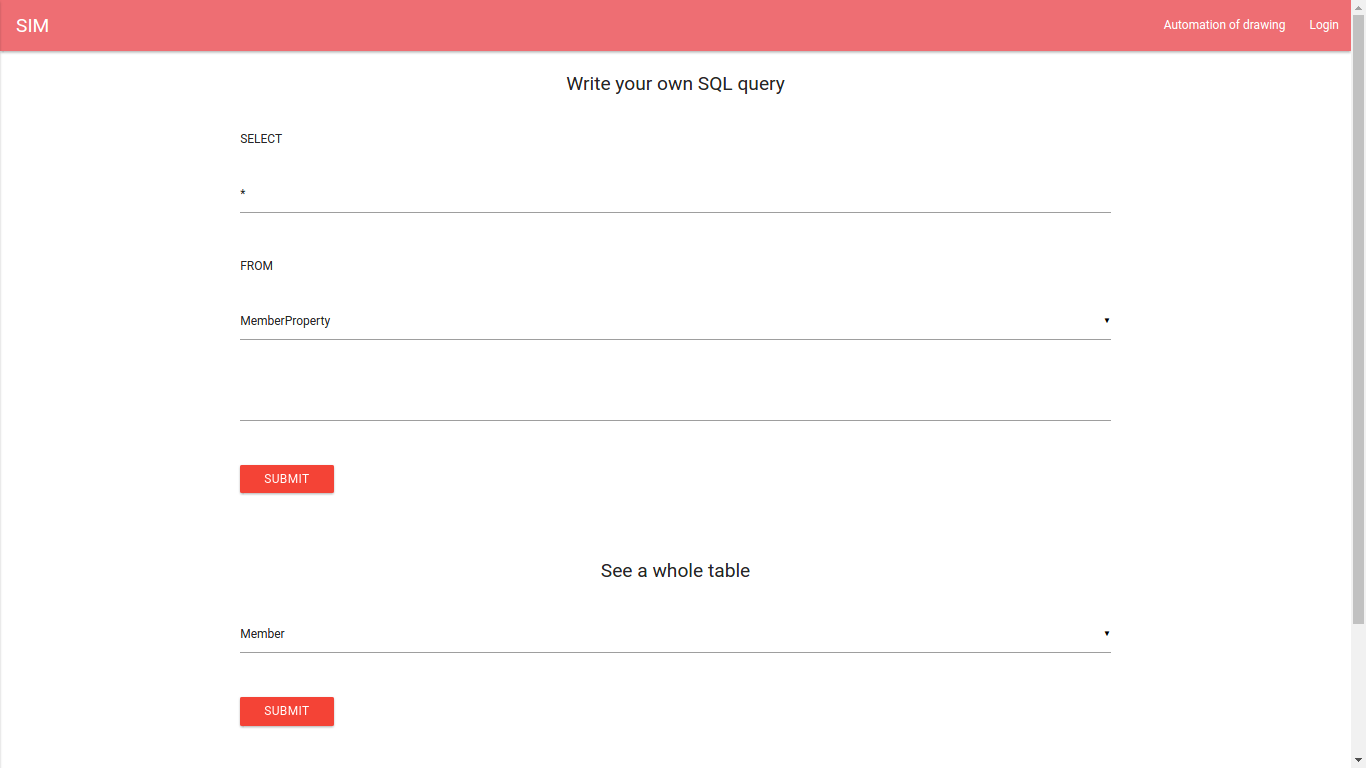 SIM
Automation of drawing
Login
Write your own SQL query
SELECT
*
FROM
MemberProperty
SUBMIT
See a whole table
Member
SUBMIT